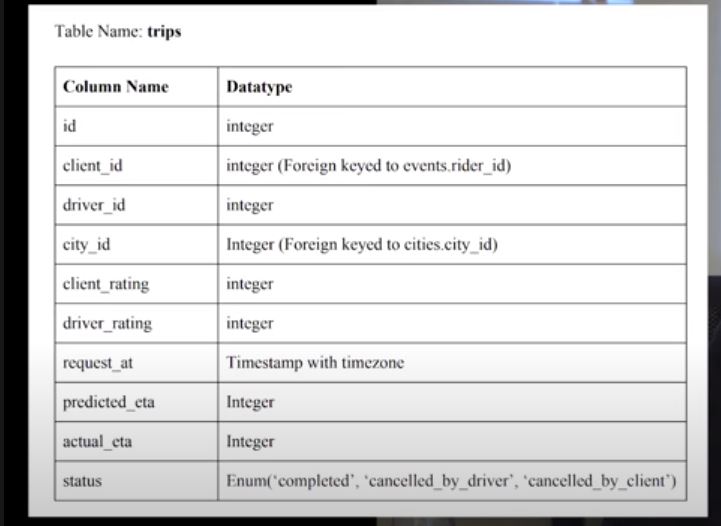 Table Name: trips
Column Name Datatype
id integer
client_id integer (Foreign keyed to events.rider_id)
driver_id integer
city_id Integer (Foreign keyed to cities.city_id)
client_rating integer
driver_rating integer
request_at Timestamp with timezone
predicted_eta Integer
actual_eta Integer
status Enum(‘completed’, ‘cancelled_by_driver’, ‘cancelled_by_client’)